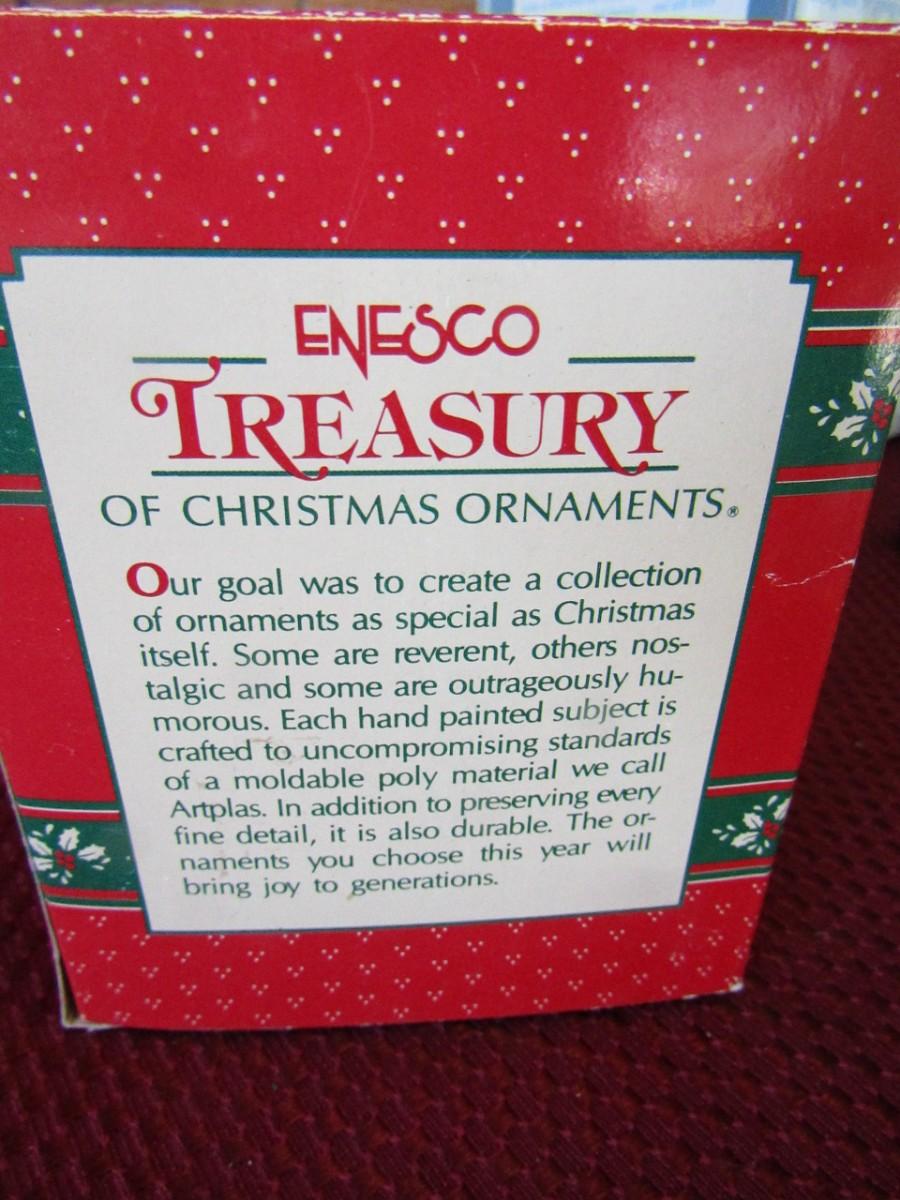 ENESCO
TREASURY
OF CHRISTMAS ORNAMENTS®
Our goal was to create a collection
of ornaments as special as Christmas
itself. Some are reverent, others nos-
talgic and some are outrageously hu-
morous. Each hand painted subject is
crafted to uncompromising standards
of a moldable poly material we call
Artplas. In addition to preserving every
fine detail, it is also durable. The or-
naments you choose this year will
bring joy to generations.